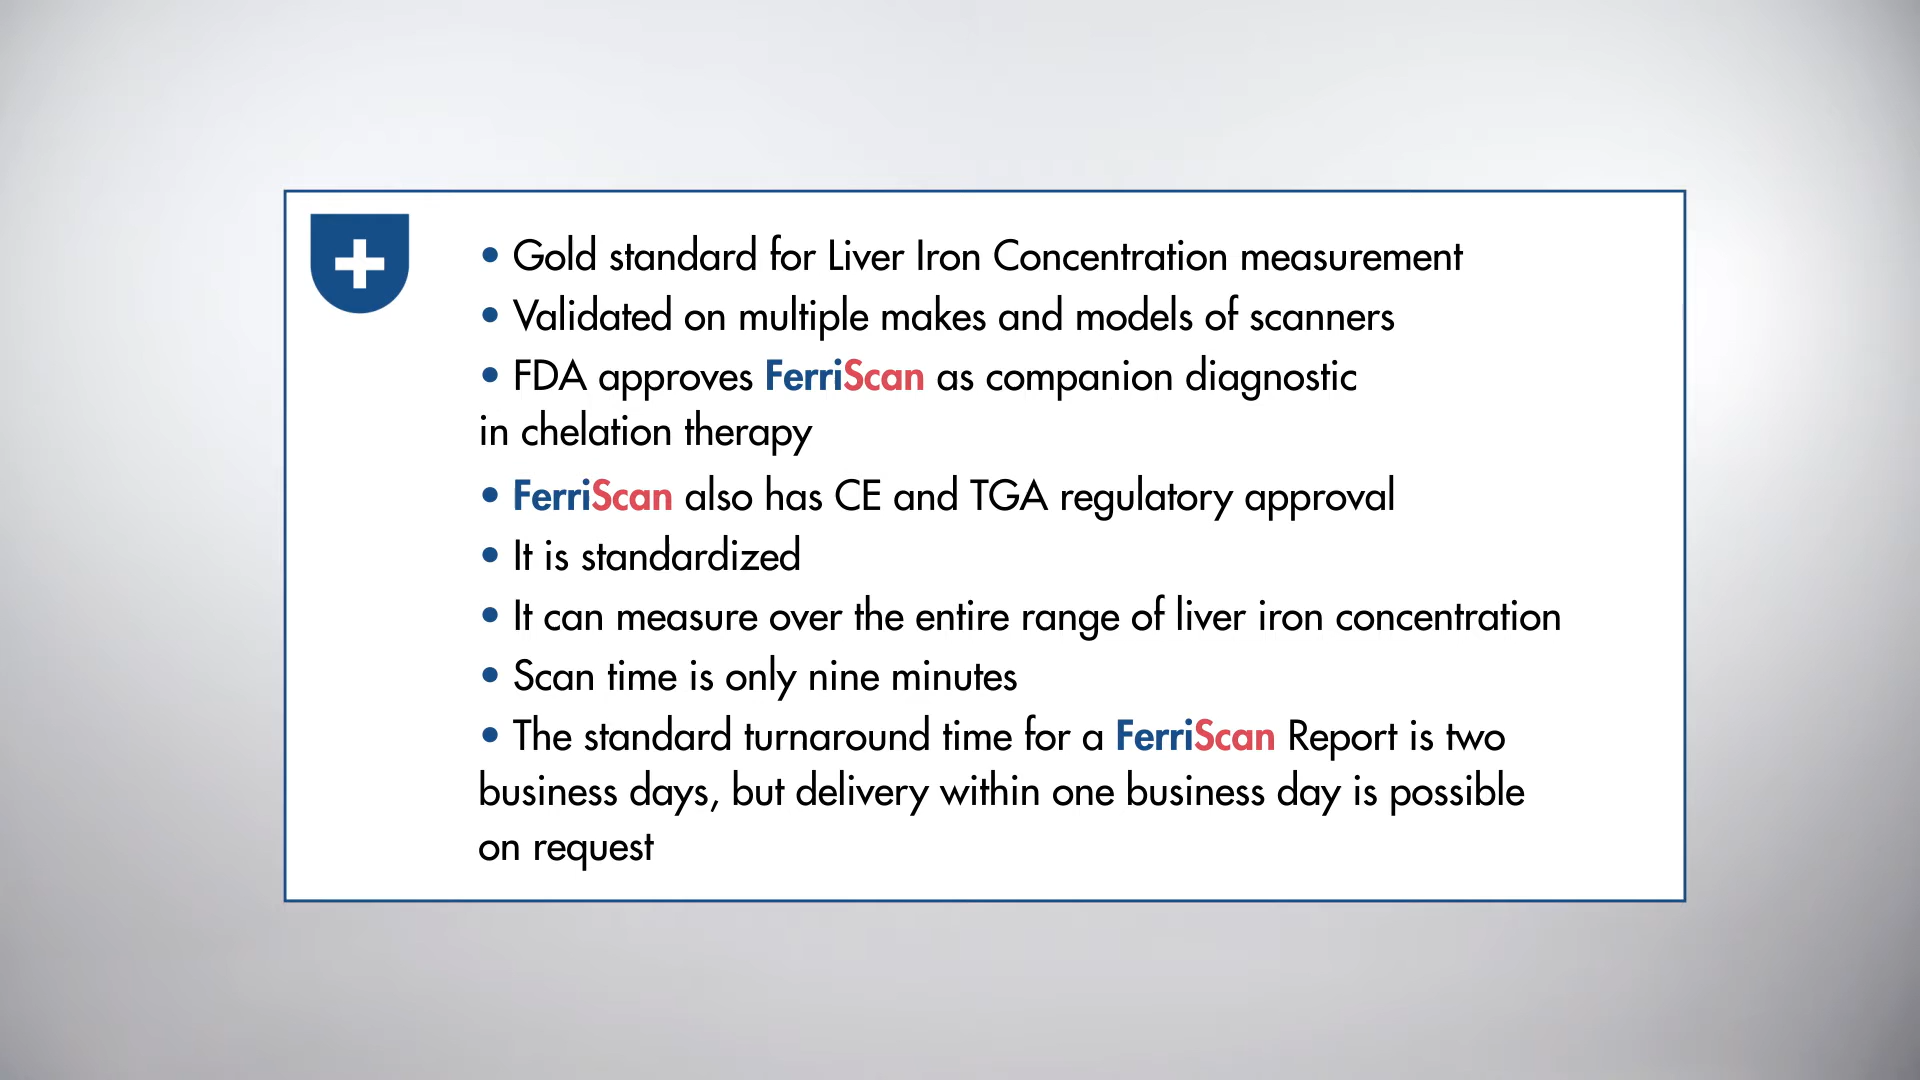 • Gold standard for Liver Iron Concentration measurement
• Validated on multiple makes and models of scanners
• FDA approves FerriScan as companion diagnostic
in chelation therapy
• FerriScan also has CE and TGA regulatory approval
• It is standardized
• It can measure over the entire range of liver iron concentration
• Scan time is only nine minutes
• The standard turnaround time for a FerriScan Report is two
business days, but delivery within one business day is possible
on request